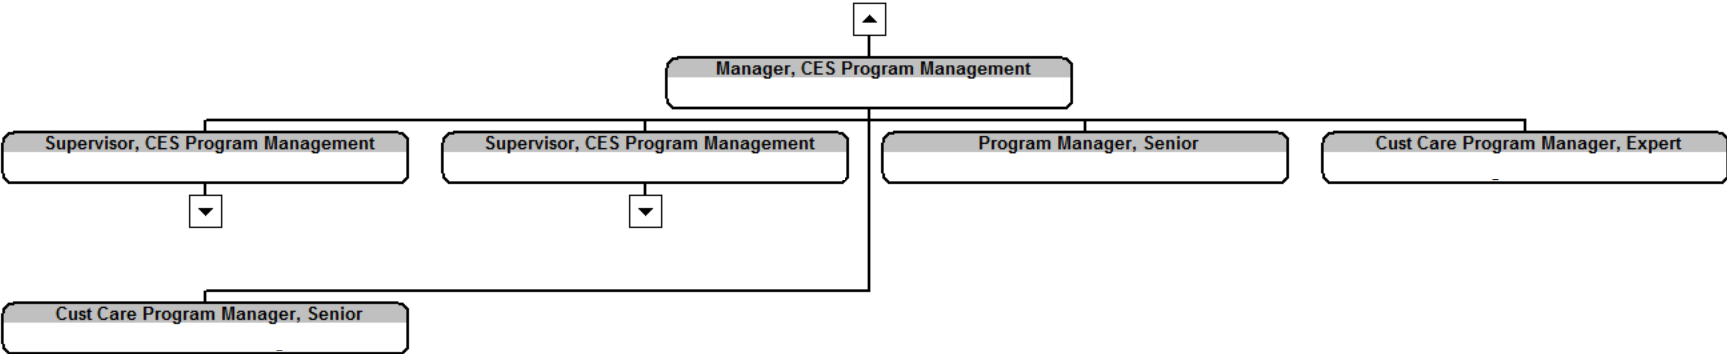 Manager, CES Program Management
Supervisor, CES Program Management
Supervisor, CES Program Management
Program Manager, Senior
Cust Care Program Manager, Expert
Cust Care Program Manager, Senior